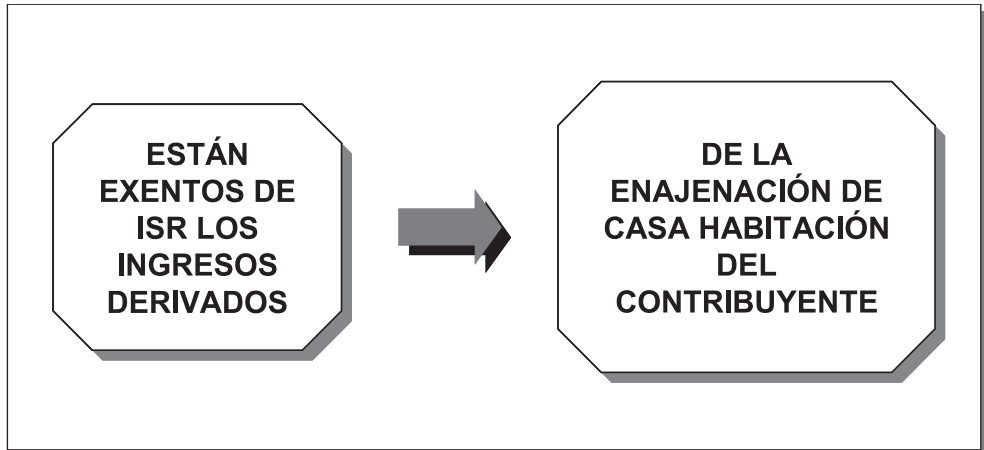 ESTÁN
EXENTOS DE
ISR LOS
INGRESOS
DERIVADOS
DE LA
ENAJENACIÓN DE
CASA HABITACIÓN
DEL
CONTRIBUYENTE